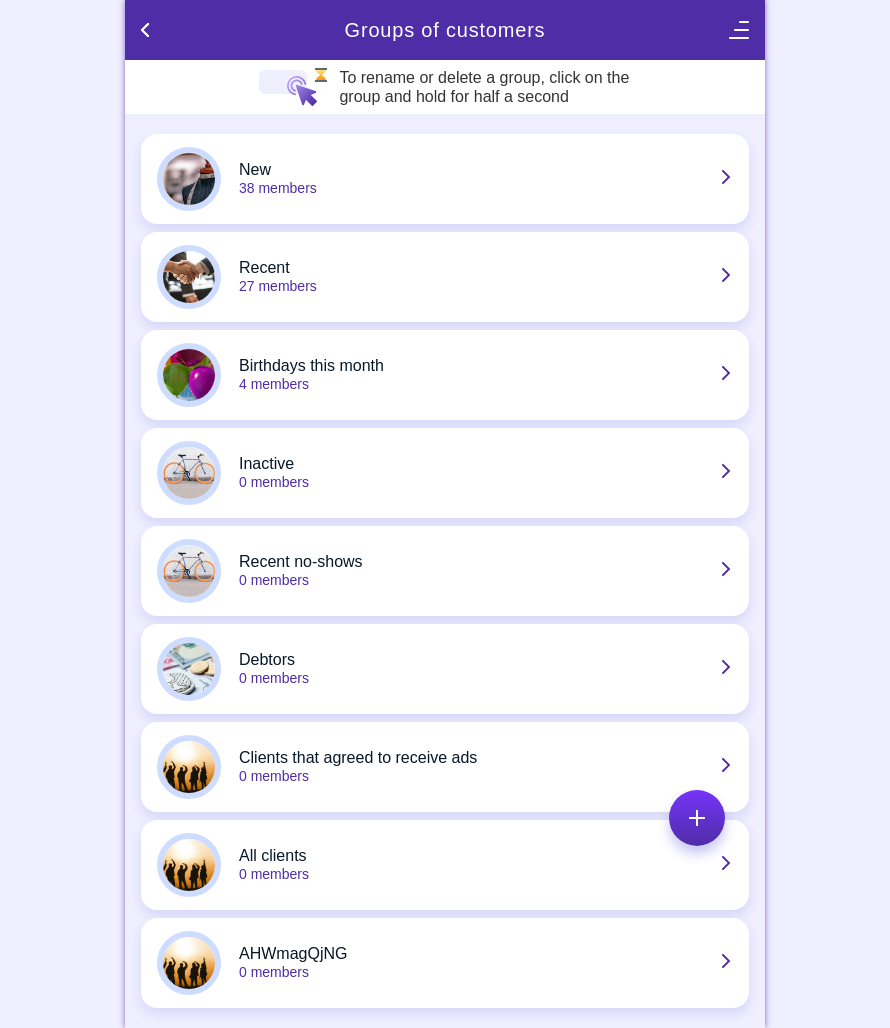 Groups of customers
To rename or delete a group, click on the
group and hold for half a second
New
38 members
Recent
27 members
Birthdays this month
4 members
Inactive
0 members
Recent no-shows
0 members
Debtors
0 members
Clients that agreed to receive ads
0 members
All clients
0 members
AHWmagQjNG
0 members